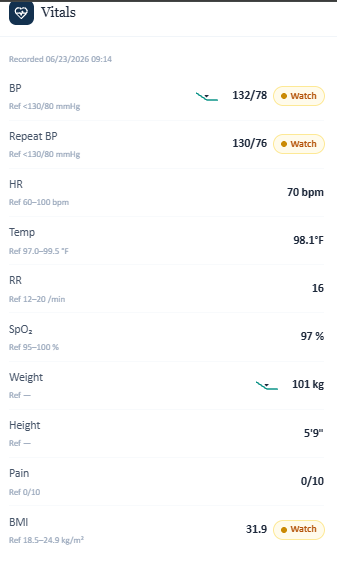 Vitals
Recorded 06/23/2026 09:14
BP
132/78 Watch
Ref <130/80 mmHg
Repeat BP
130/76 Watch
Ref <130/80 mmHg
HR
70 bpm
Ref 60–100 bpm
Temp
98.1°F
Ref 97.0–99.5 °F
RR
16
Ref 12–20 /min
SpO₂
97 %
Ref 95–100 %
Weight
101 kg
Ref —
Height
5'9"
Ref —
Pain
0/10
Ref 0/10
BMI
31.9 Watch
Ref 18.5–24.9 kg/m²